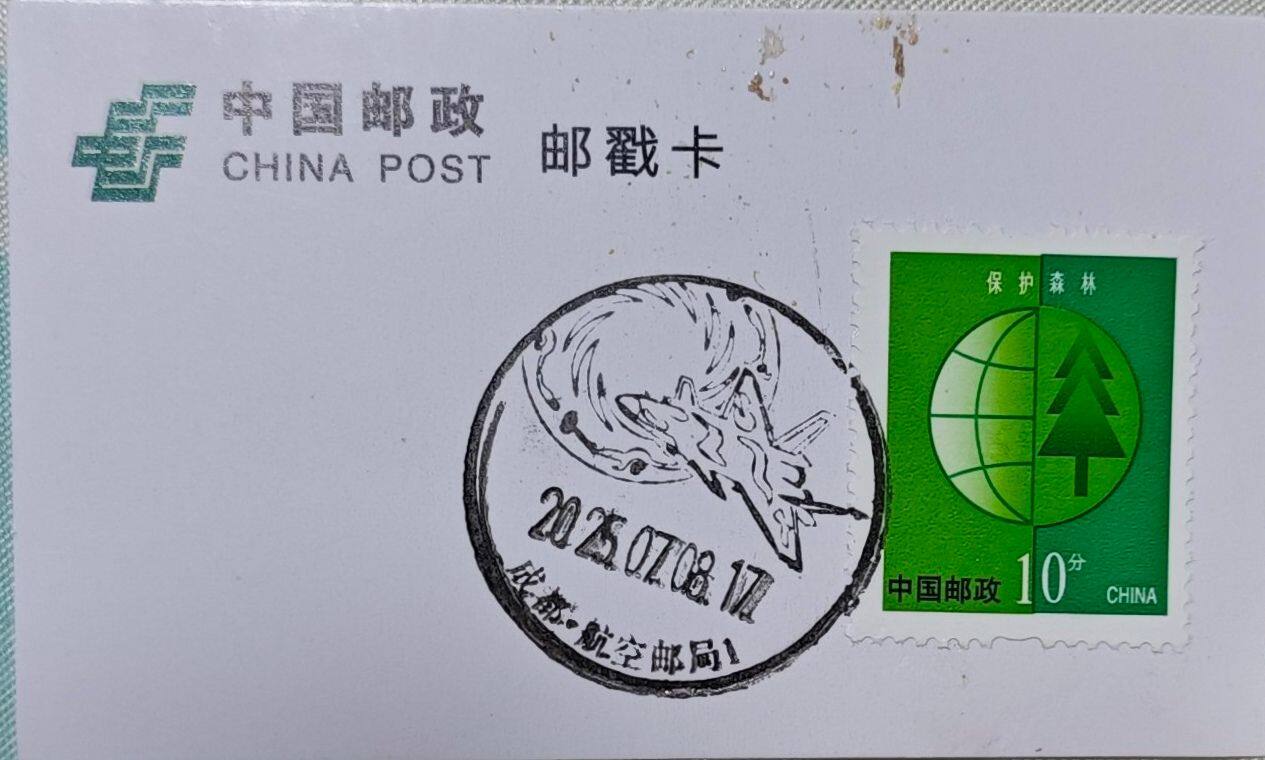 中国邮政
CHINA POST
邮戳卡
保护森林
中国邮政 10分 CHINA
2025.07.08.17
成都·航空邮局1